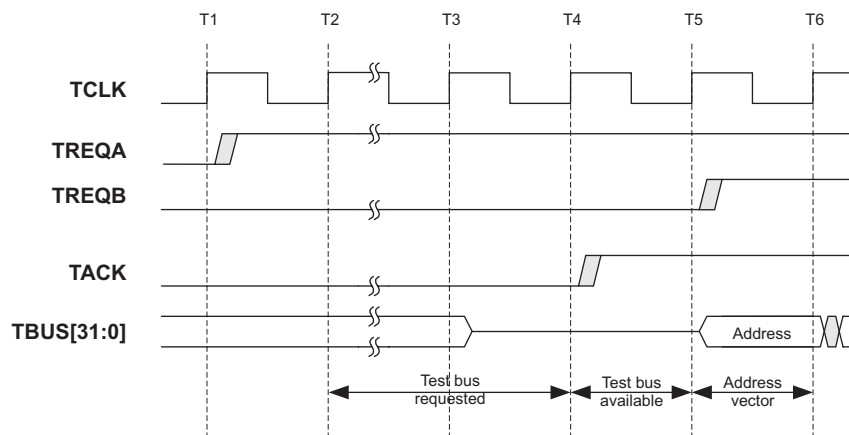 T1 T2 T3 T4 T5 T6
TCLK
TREQA
TREQB
TACK
TBUS[31:0]
Address
Test bus requested
Test bus available
Address vector